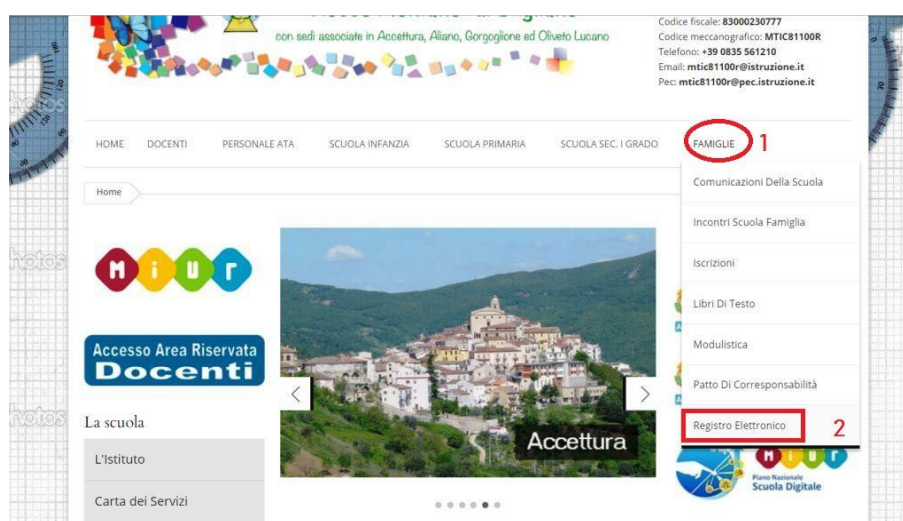 con sedi associate in Accettura, Aliano, Gorgoglione ed Oliveto Lucano
Codice fiscale: 83000230777
Codice meccanografico: MTIC81100R
Telefono: +39 0835 561210
Email: mtic81100r@istruzione.it
Pec: mtic81100r@pec.istruzione.it
HOME DOCENTI PERSONALE ATA SCUOLA INFANZIA SCUOLA PRIMARIA SCUOLA SEC. I GRADO FAMIGLIE 1
Home
Comunicazioni Della Scuola
Incontri Scuola Famiglia
Iscrizioni
Libri Di Testo
Modulistica
Patto Di Corresponsabilità
Registro Elettronico 2
Miur
Accesso Area Riservata
Docenti
La scuola
L'Istituto
Carta dei Servizi
Accettura
Miur
Piano Nazionale
Scuola Digitale